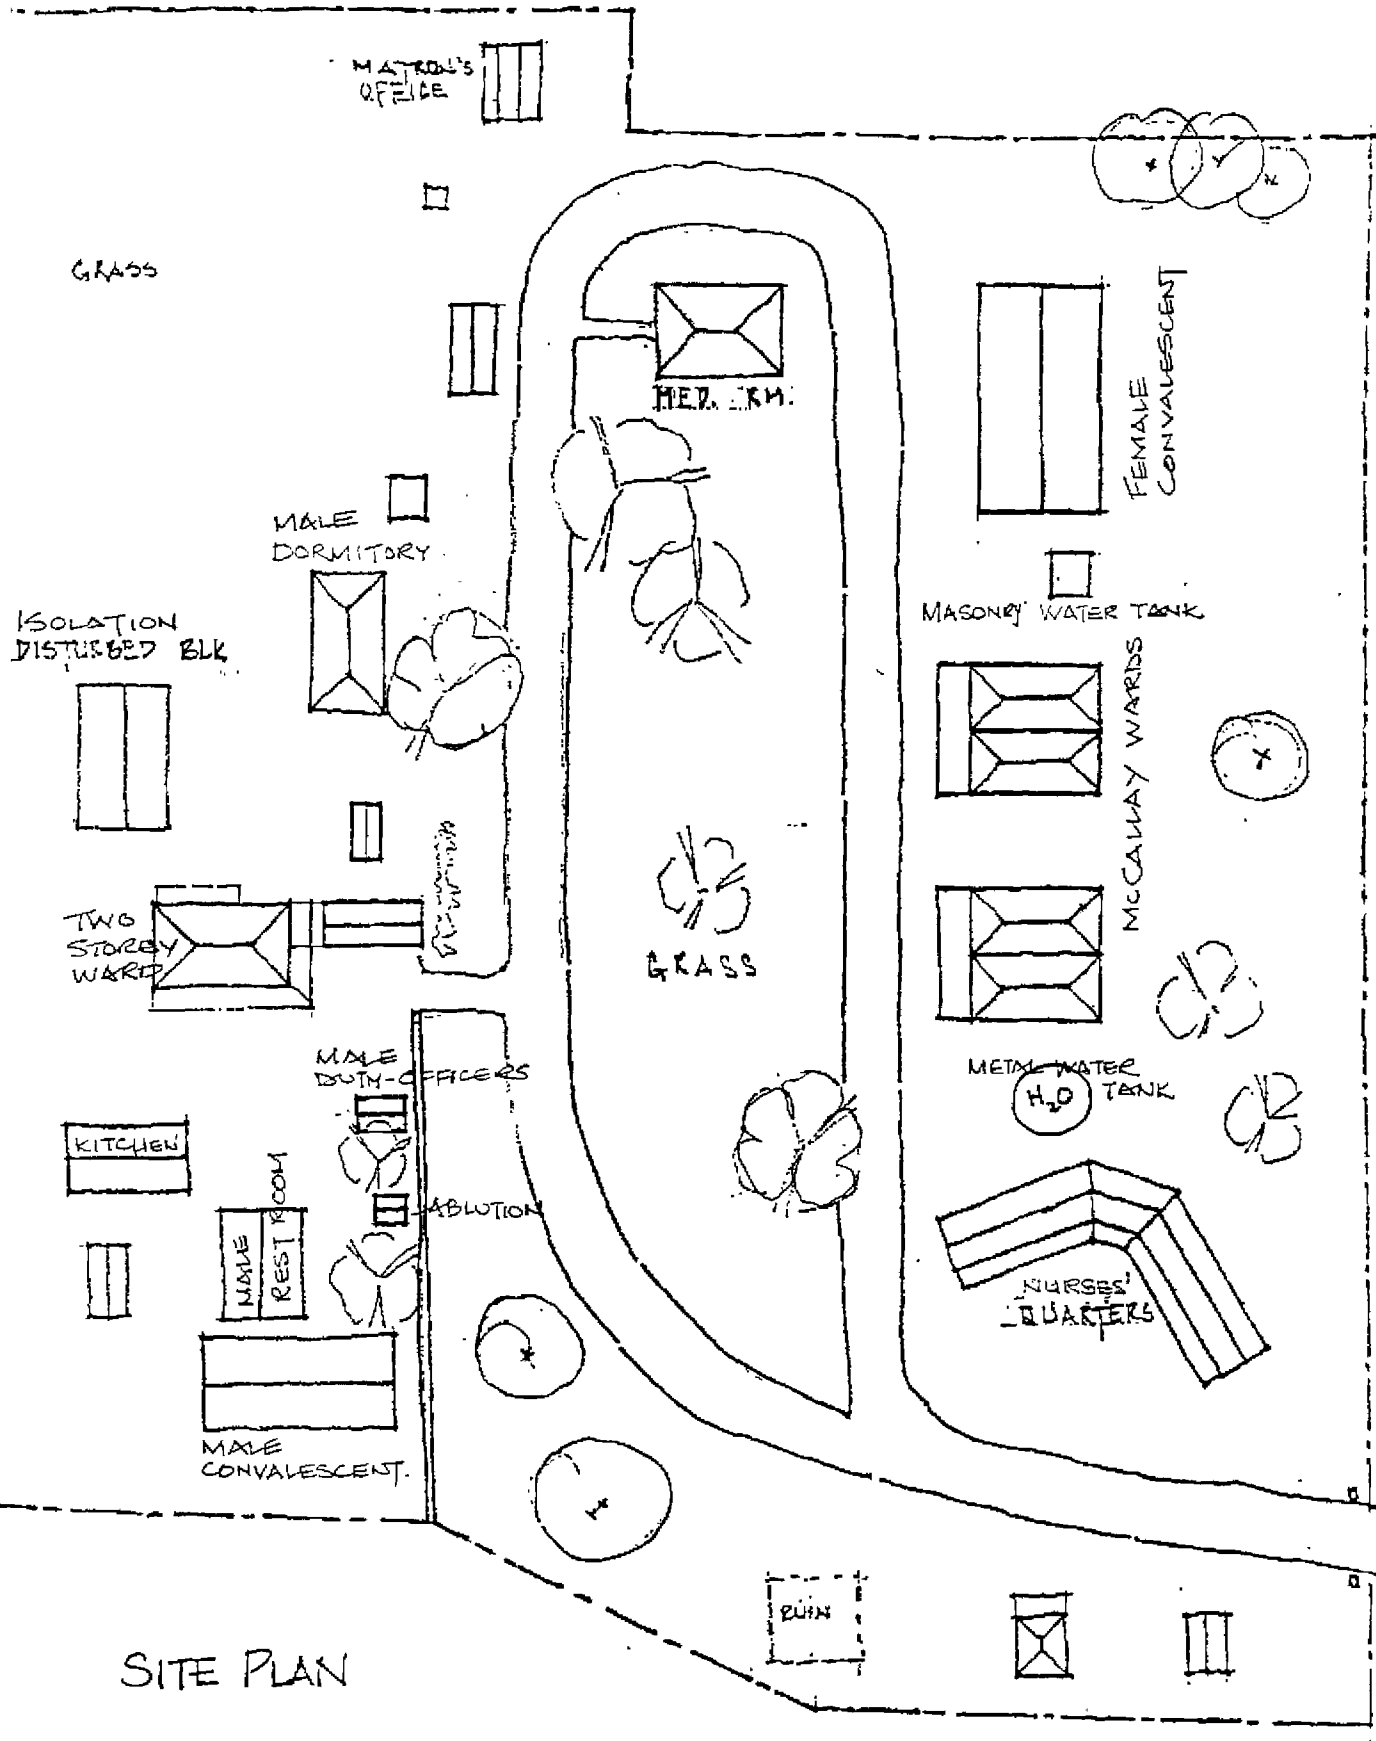 MATRON'S
OFFICE
GRASS
MED. RM.
FEMALE
CONVALESCENT
MALE
DORMITORY
MASONRY WATER TANK
ISOLATION
DISTURBED BLK
McCALLAY WARDS
TWO
STOREY
WARD
GRASS
MALE
DUTY-OFFICERS
METAL WATER
TANK
H2O
KITCHEN
ABLUTION
MALE
REST ROOM
NURSES'
QUARTERS
MALE
CONVALESCENT.
RUIN
SITE PLAN